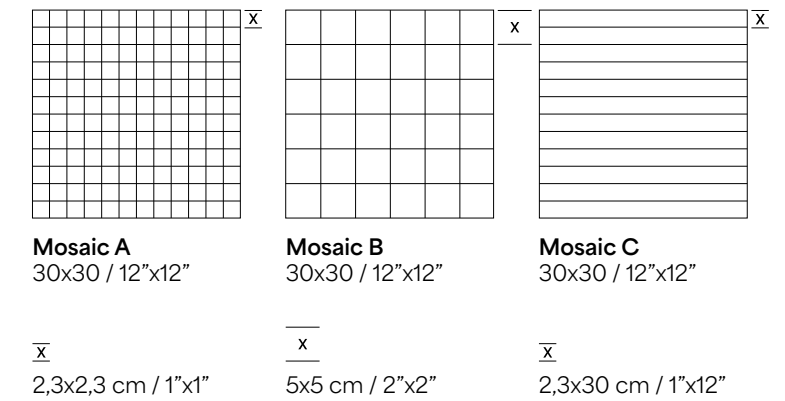 x
x
x
Mosaic A
30x30 / 12”x12”
Mosaic B
30x30 / 12”x12”
Mosaic C
30x30 / 12”x12”
x
2,3x2,3 cm / 1”x1”
x
5x5 cm / 2”x2”
x
2,3x30 cm / 1”x12”